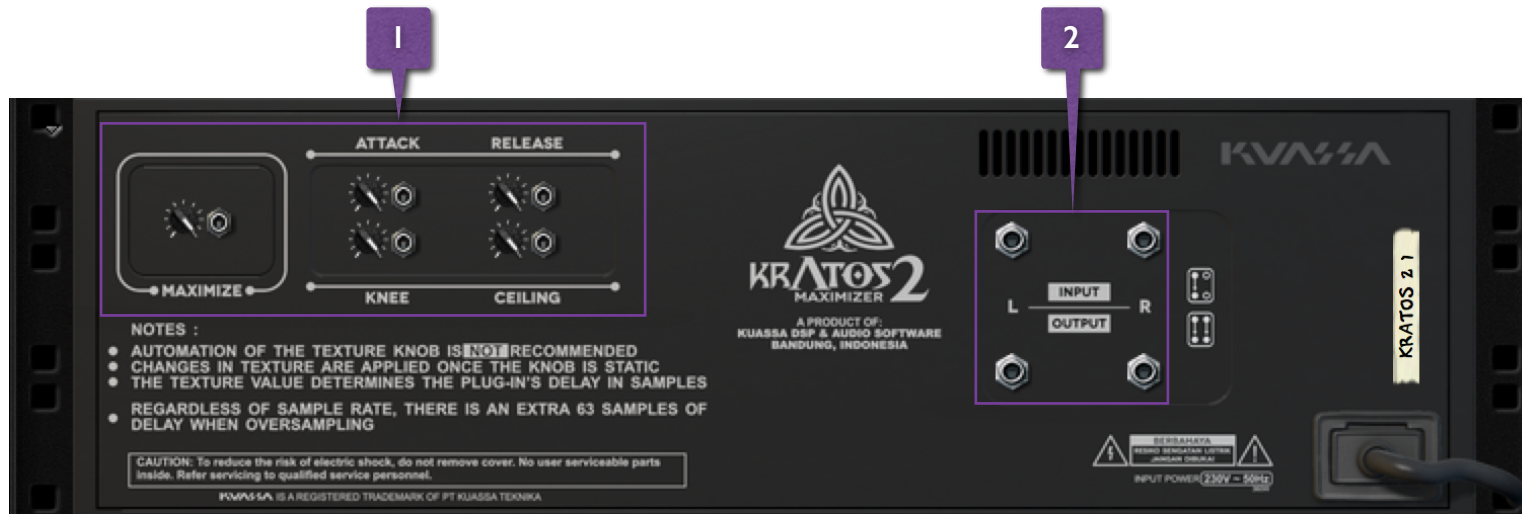 1
2
ATTACK RELEASE
MAXIMIZE
KNEE CEILING
NOTES :
AUTOMATION OF THE TEXTURE KNOB IS NOT RECOMMENDED
CHANGES IN TEXTURE ARE APPLIED ONCE THE KNOB IS STATIC
THE TEXTURE VALUE DETERMINES THE PLUG-IN'S DELAY IN SAMPLES
REGARDLESS OF SAMPLE RATE, THERE IS AN EXTRA 63 SAMPLES OF
DELAY WHEN OVERSAMPLING
CAUTION: To reduce the risk of electric shock, do not remove cover. No user serviceable parts
inside. Refer servicing to qualified service personnel.
KUASSA IS A REGISTERED TRADEMARK OF PT KUASSA TEKNIKA
KRATOS 2
MAXIMIZER
A PRODUCT OF:
KUASSA DSP & AUDIO SOFTWARE
BANDUNG, INDONESIA
KUASSA
INPUT
L R
OUTPUT
KRATOS 2 1
BERBAHAYA
RESIKO SENGATAN LISTRIK
JANGAN DIBUKA!
INPUT POWER 230V ~ 50Hz